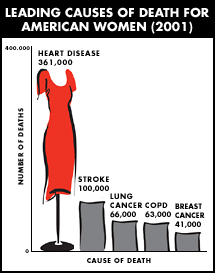 LEADING CAUSES OF DEATH FOR
AMERICAN WOMEN (2001)
400,000
HEART DISEASE
361,000
NUMBER OF DEATHS
STROKE
100,000
LUNG
CANCER
66,000
COPD
63,000
BREAST
CANCER
41,000
0
CAUSE OF DEATH